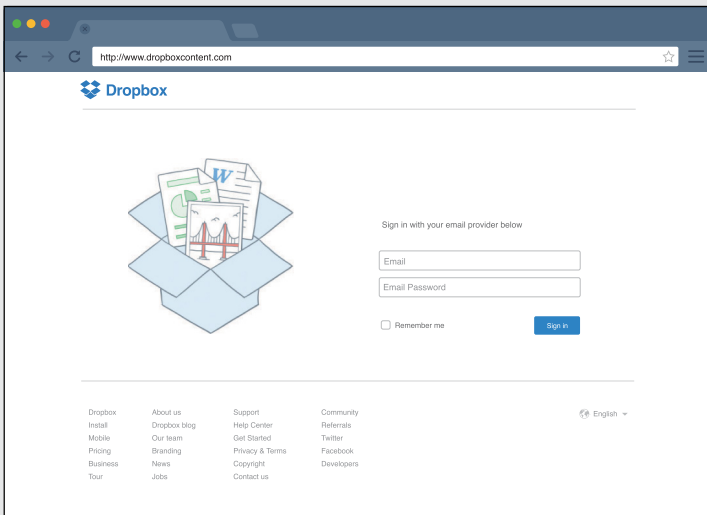 http://www.dropboxcontent.com
Dropbox
W
Sign in with your email provider below
Email
Email Password
Remember me
Sign in
Dropbox About us Support Community English
Install Dropbox blog Help Center Referrals
Mobile Our team Get Started Twitter
Pricing Branding Privacy & Terms Facebook
Business News Copyright Developers
Tour Jobs Contact us